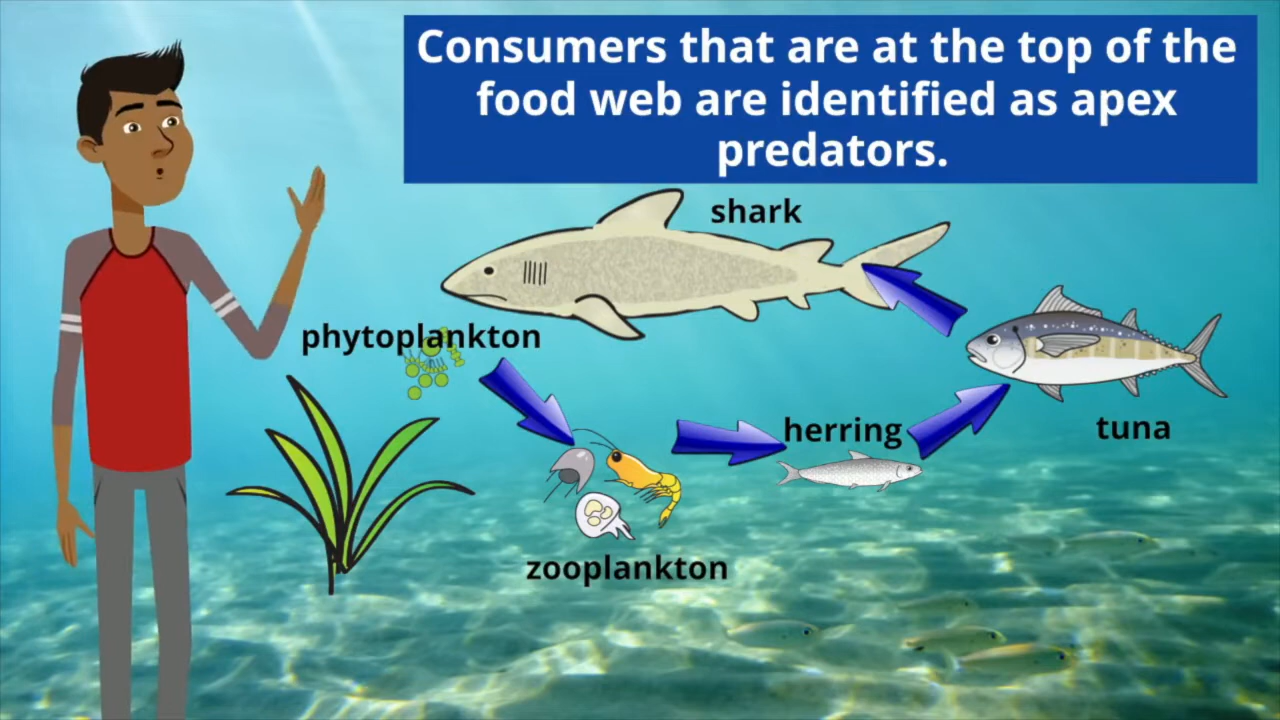 Consumers that are at the top of the
food web are identified as apex
predators.
shark
phytoplankton
herring
tuna
zooplankton